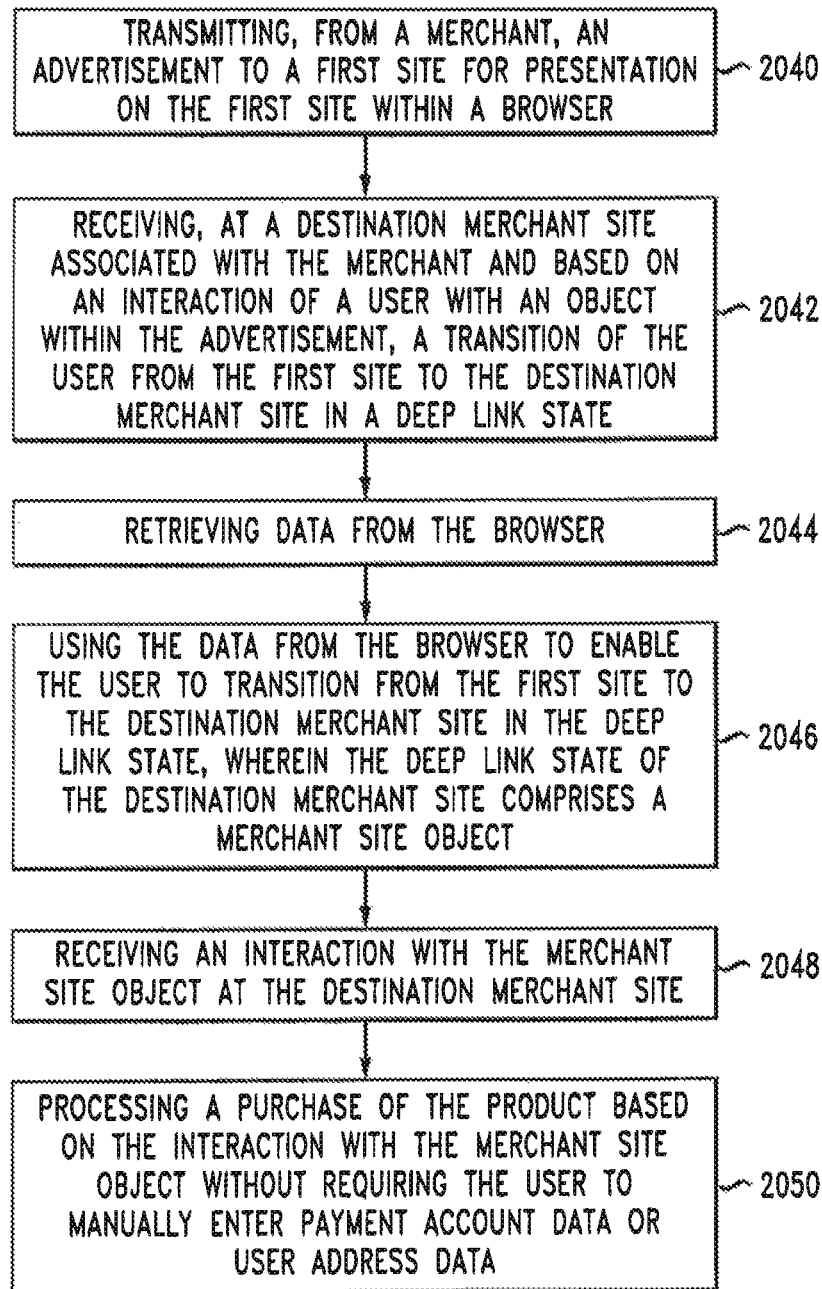 TRANSMITTING, FROM A MERCHANT, AN
ADVERTISEMENT TO A FIRST SITE FOR PRESENTATION
ON THE FIRST SITE WITHIN A BROWSER
2040
RECEIVING, AT A DESTINATION MERCHANT SITE
ASSOCIATED WITH THE MERCHANT AND BASED ON
AN INTERACTION OF A USER WITH AN OBJECT
WITHIN THE ADVERTISEMENT, A TRANSITION OF THE
USER FROM THE FIRST SITE TO THE DESTINATION
MERCHANT SITE IN A DEEP LINK STATE
2042
RETRIEVING DATA FROM THE BROWSER
2044
USING THE DATA FROM THE BROWSER TO ENABLE
THE USER TO TRANSITION FROM THE FIRST SITE TO
THE DESTINATION MERCHANT SITE IN THE DEEP
LINK STATE, WHEREIN THE DEEP LINK STATE OF
THE DESTINATION MERCHANT SITE COMPRISES A
MERCHANT SITE OBJECT
2046
RECEIVING AN INTERACTION WITH THE MERCHANT
SITE OBJECT AT THE DESTINATION MERCHANT SITE
2048
PROCESSING A PURCHASE OF THE PRODUCT BASED
ON THE INTERACTION WITH THE MERCHANT SITE
OBJECT WITHOUT REQUIRING THE USER TO
MANUALLY ENTER PAYMENT ACCOUNT DATA OR
USER ADDRESS DATA
2050